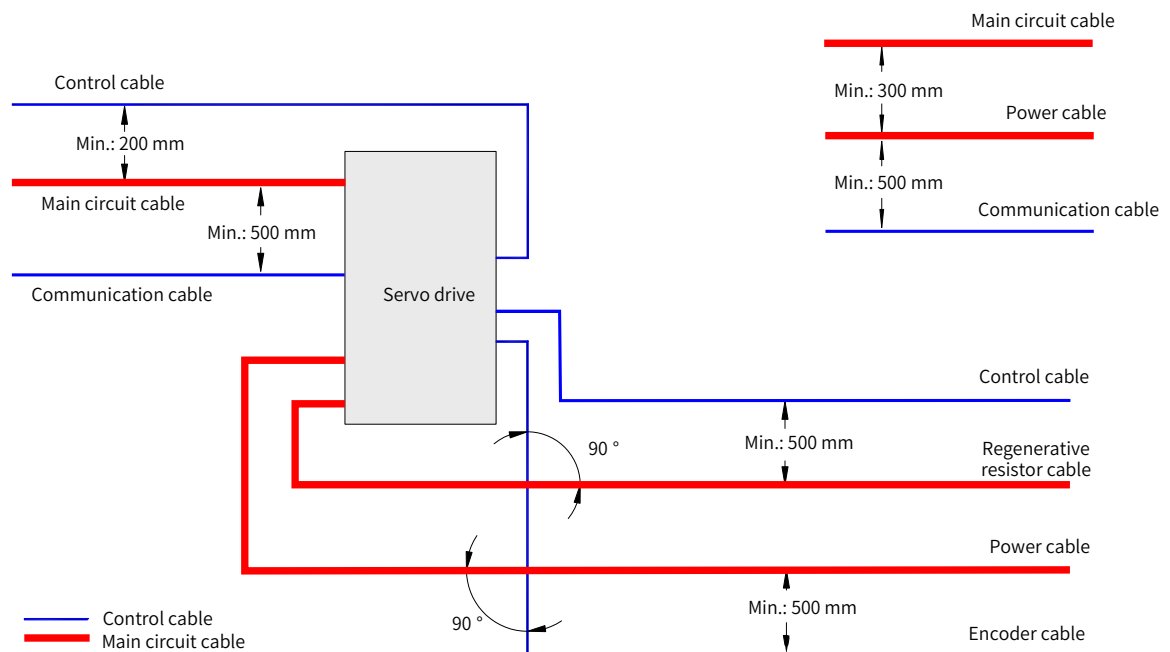 Main circuit cable
Control cable
Min.: 300 mm
Power cable
Min.: 200 mm
Min.: 500 mm
Main circuit cable
Communication cable
Min.: 500 mm
Communication cable
Servo drive
Control cable
Min.: 500 mm
90 °
Regenerative
resistor cable
Power cable
Min.: 500 mm
90 °
Encoder cable
Control cable
Main circuit cable